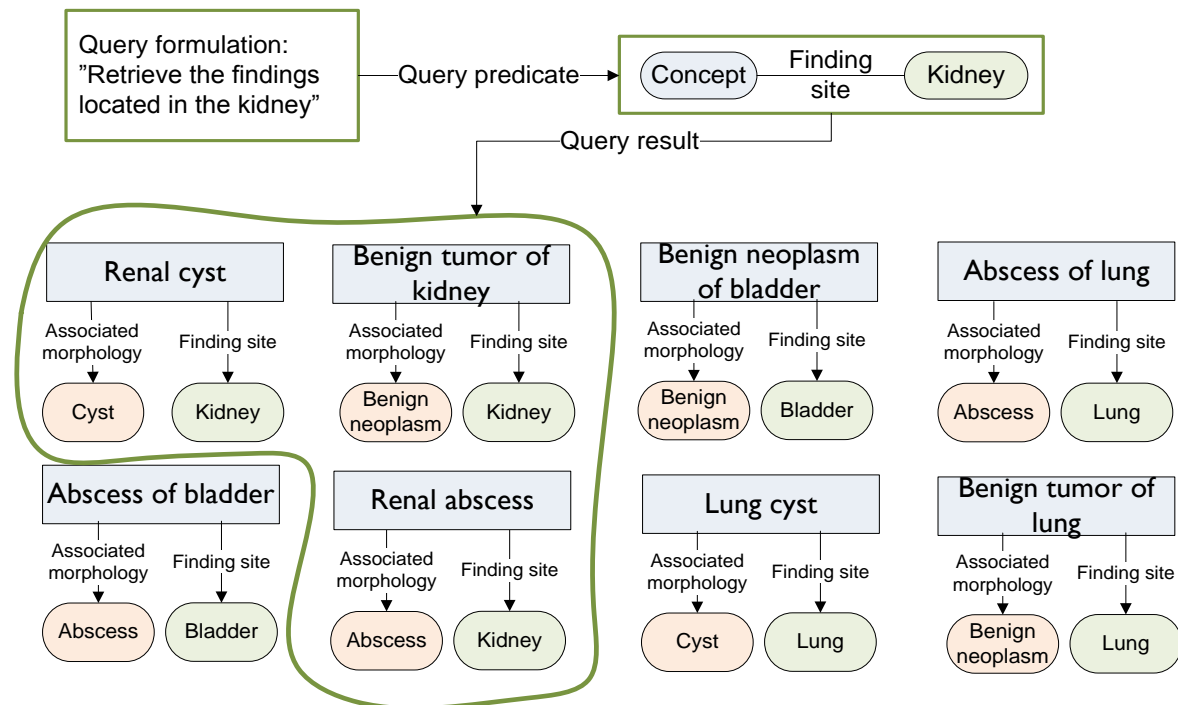 Query formulation:
”Retrieve the findings
located in the kidney”
Query predicate
Concept
Finding
site
Kidney
Query result
Renal cyst
Benign tumor of
kidney
Benign neoplasm
of bladder
Abscess of lung
Associated
morphology
Finding site
Associated
morphology
Finding site
Associated
morphology
Finding site
Associated
morphology
Finding site
Cyst
Kidney
Benign
neoplasm
Kidney
Benign
neoplasm
Bladder
Abscess
Lung
Abscess of bladder
Renal abscess
Lung cyst
Benign tumor of
lung
Associated
morphology
Finding site
Associated
morphology
Finding site
Associated
morphology
Finding site
Associated
morphology
Finding site
Abscess
Bladder
Abscess
Kidney
Cyst
Lung
Benign
neoplasm
Lung